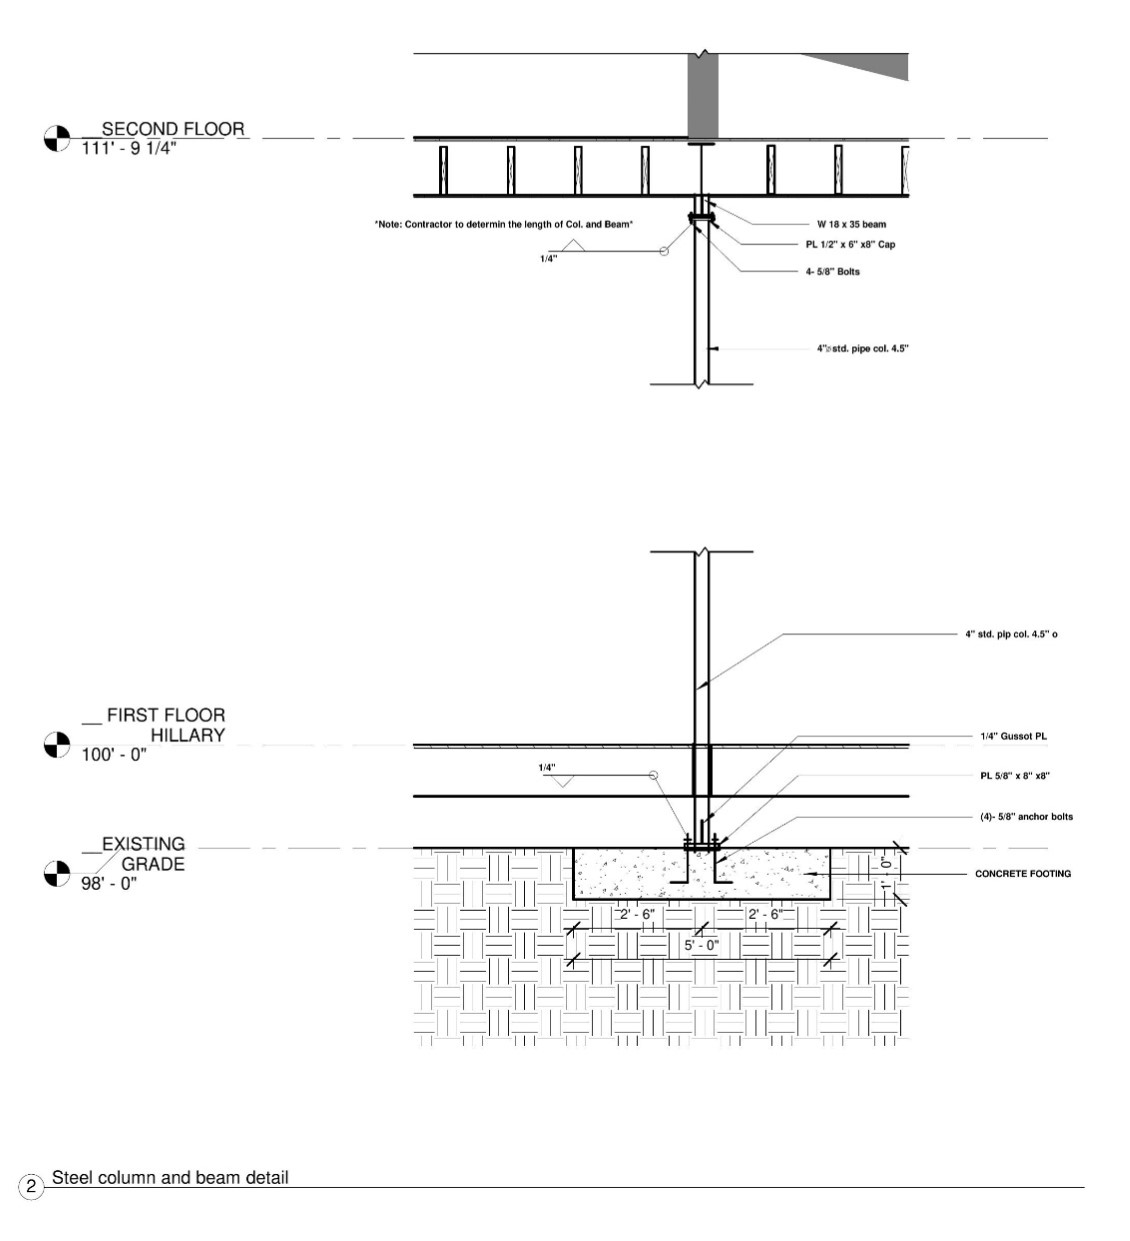 __SECOND FLOOR
111' - 9 1/4"
*Note: Contractor to determin the length of Col. and Beam*
1/4"
W 18 x 35 beam
PL 1/2" x 6" x8" Cap
4- 5/8" Bolts
4"⌀std. pipe col. 4.5"
4" std. pip col. 4.5" o
__ FIRST FLOOR
HILLARY
100' - 0"
1/4"
1/4" Gussot PL
PL 5/8" x 8" x8"
(4)- 5/8" anchor bolts
__EXISTING
GRADE
98' - 0"
1' - 0"
CONCRETE FOOTING
2' - 6"
2' - 6"
5' - 0"
2
Steel column and beam detail